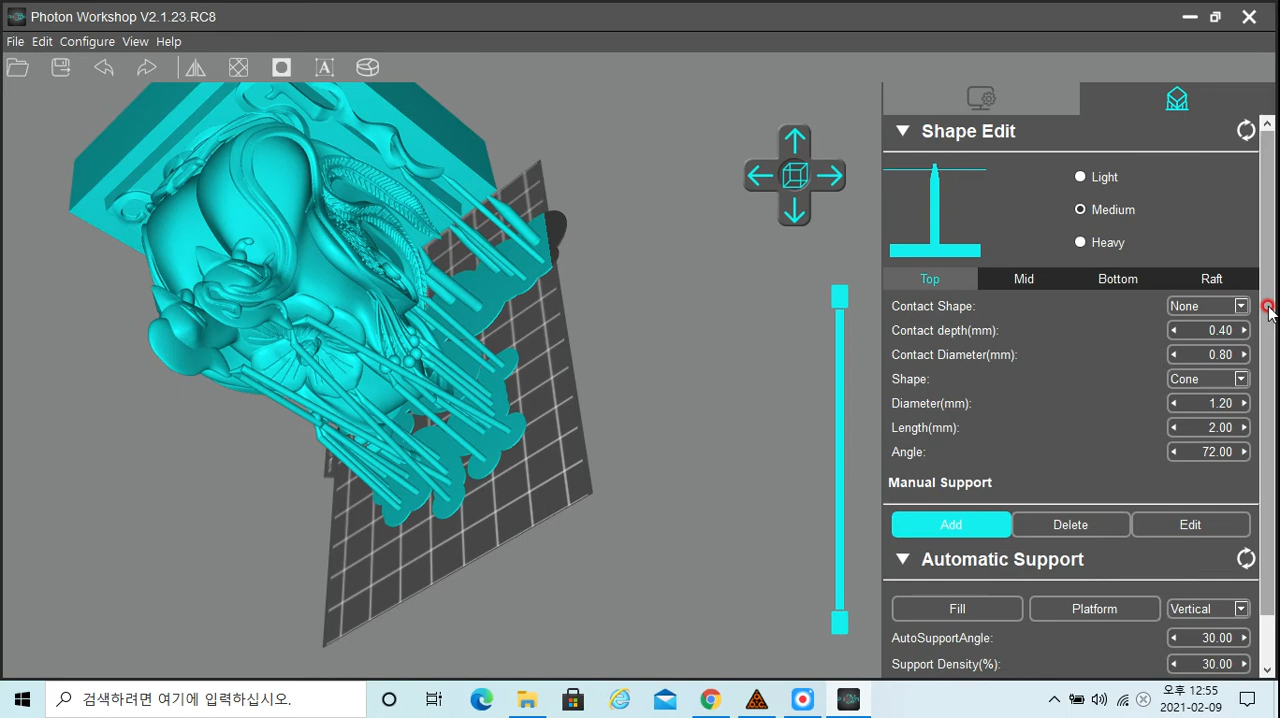 Photon Workshop V2.1.23.RC8
File Edit Configure View Help
Shape Edit
Light
Medium
Heavy
Top Mid Bottom Raft
Contact Shape: None
Contact depth(mm): 0.40
Contact Diameter(mm): 0.80
Shape: Cone
Diameter(mm): 1.20
Length(mm): 2.00
Angle: 72.00
Manual Support
Add Delete Edit
Automatic Support
Fill Platform Vertical
AutoSupportAngle: 30.00
Support Density(%): 30.00
검색하려면 여기에 입력하십시오.
오후 12:55
2021-02-09